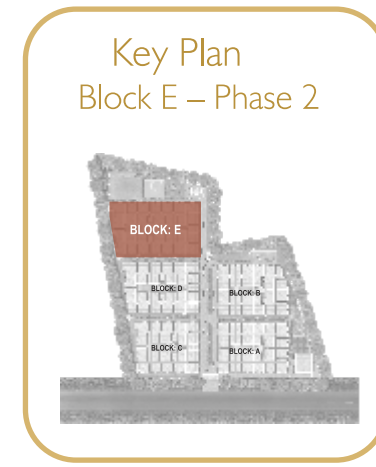 Key Plan
Block E – Phase 2
BLOCK: E
BLOCK: D
BLOCK: B
BLOCK: C
BLOCK: A